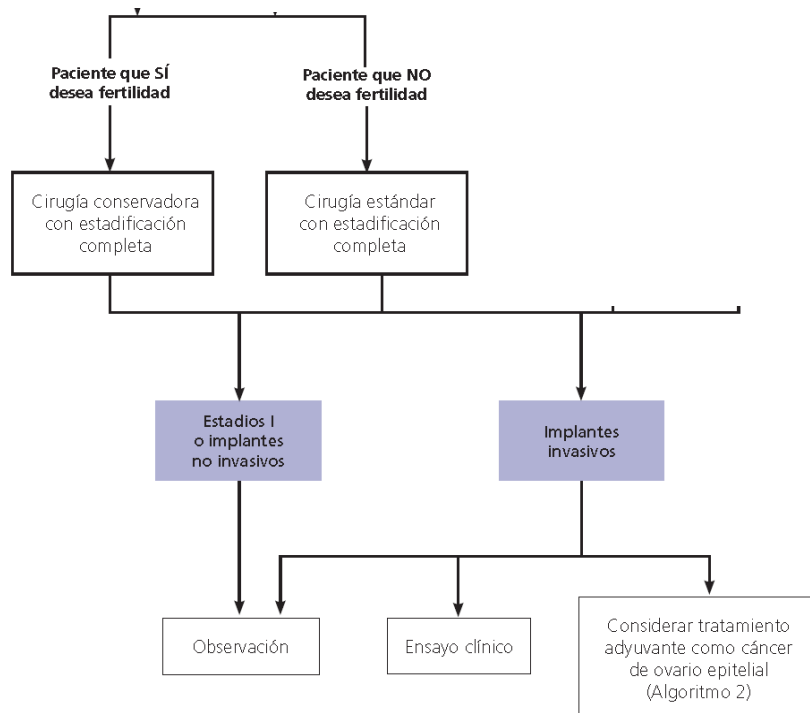 Paciente que SÍ
desea fertilidad
Paciente que NO
desea fertilidad
Cirugía conservadora
con estadificación
completa
Cirugía estándar
con estadificación
completa
Estadios I
o implantes
no invasivos
Implantes
invasivos
Observación
Ensayo clínico
Considerar tratamiento
adyuvante como cáncer
de ovario epitelial
(Algoritmo 2)